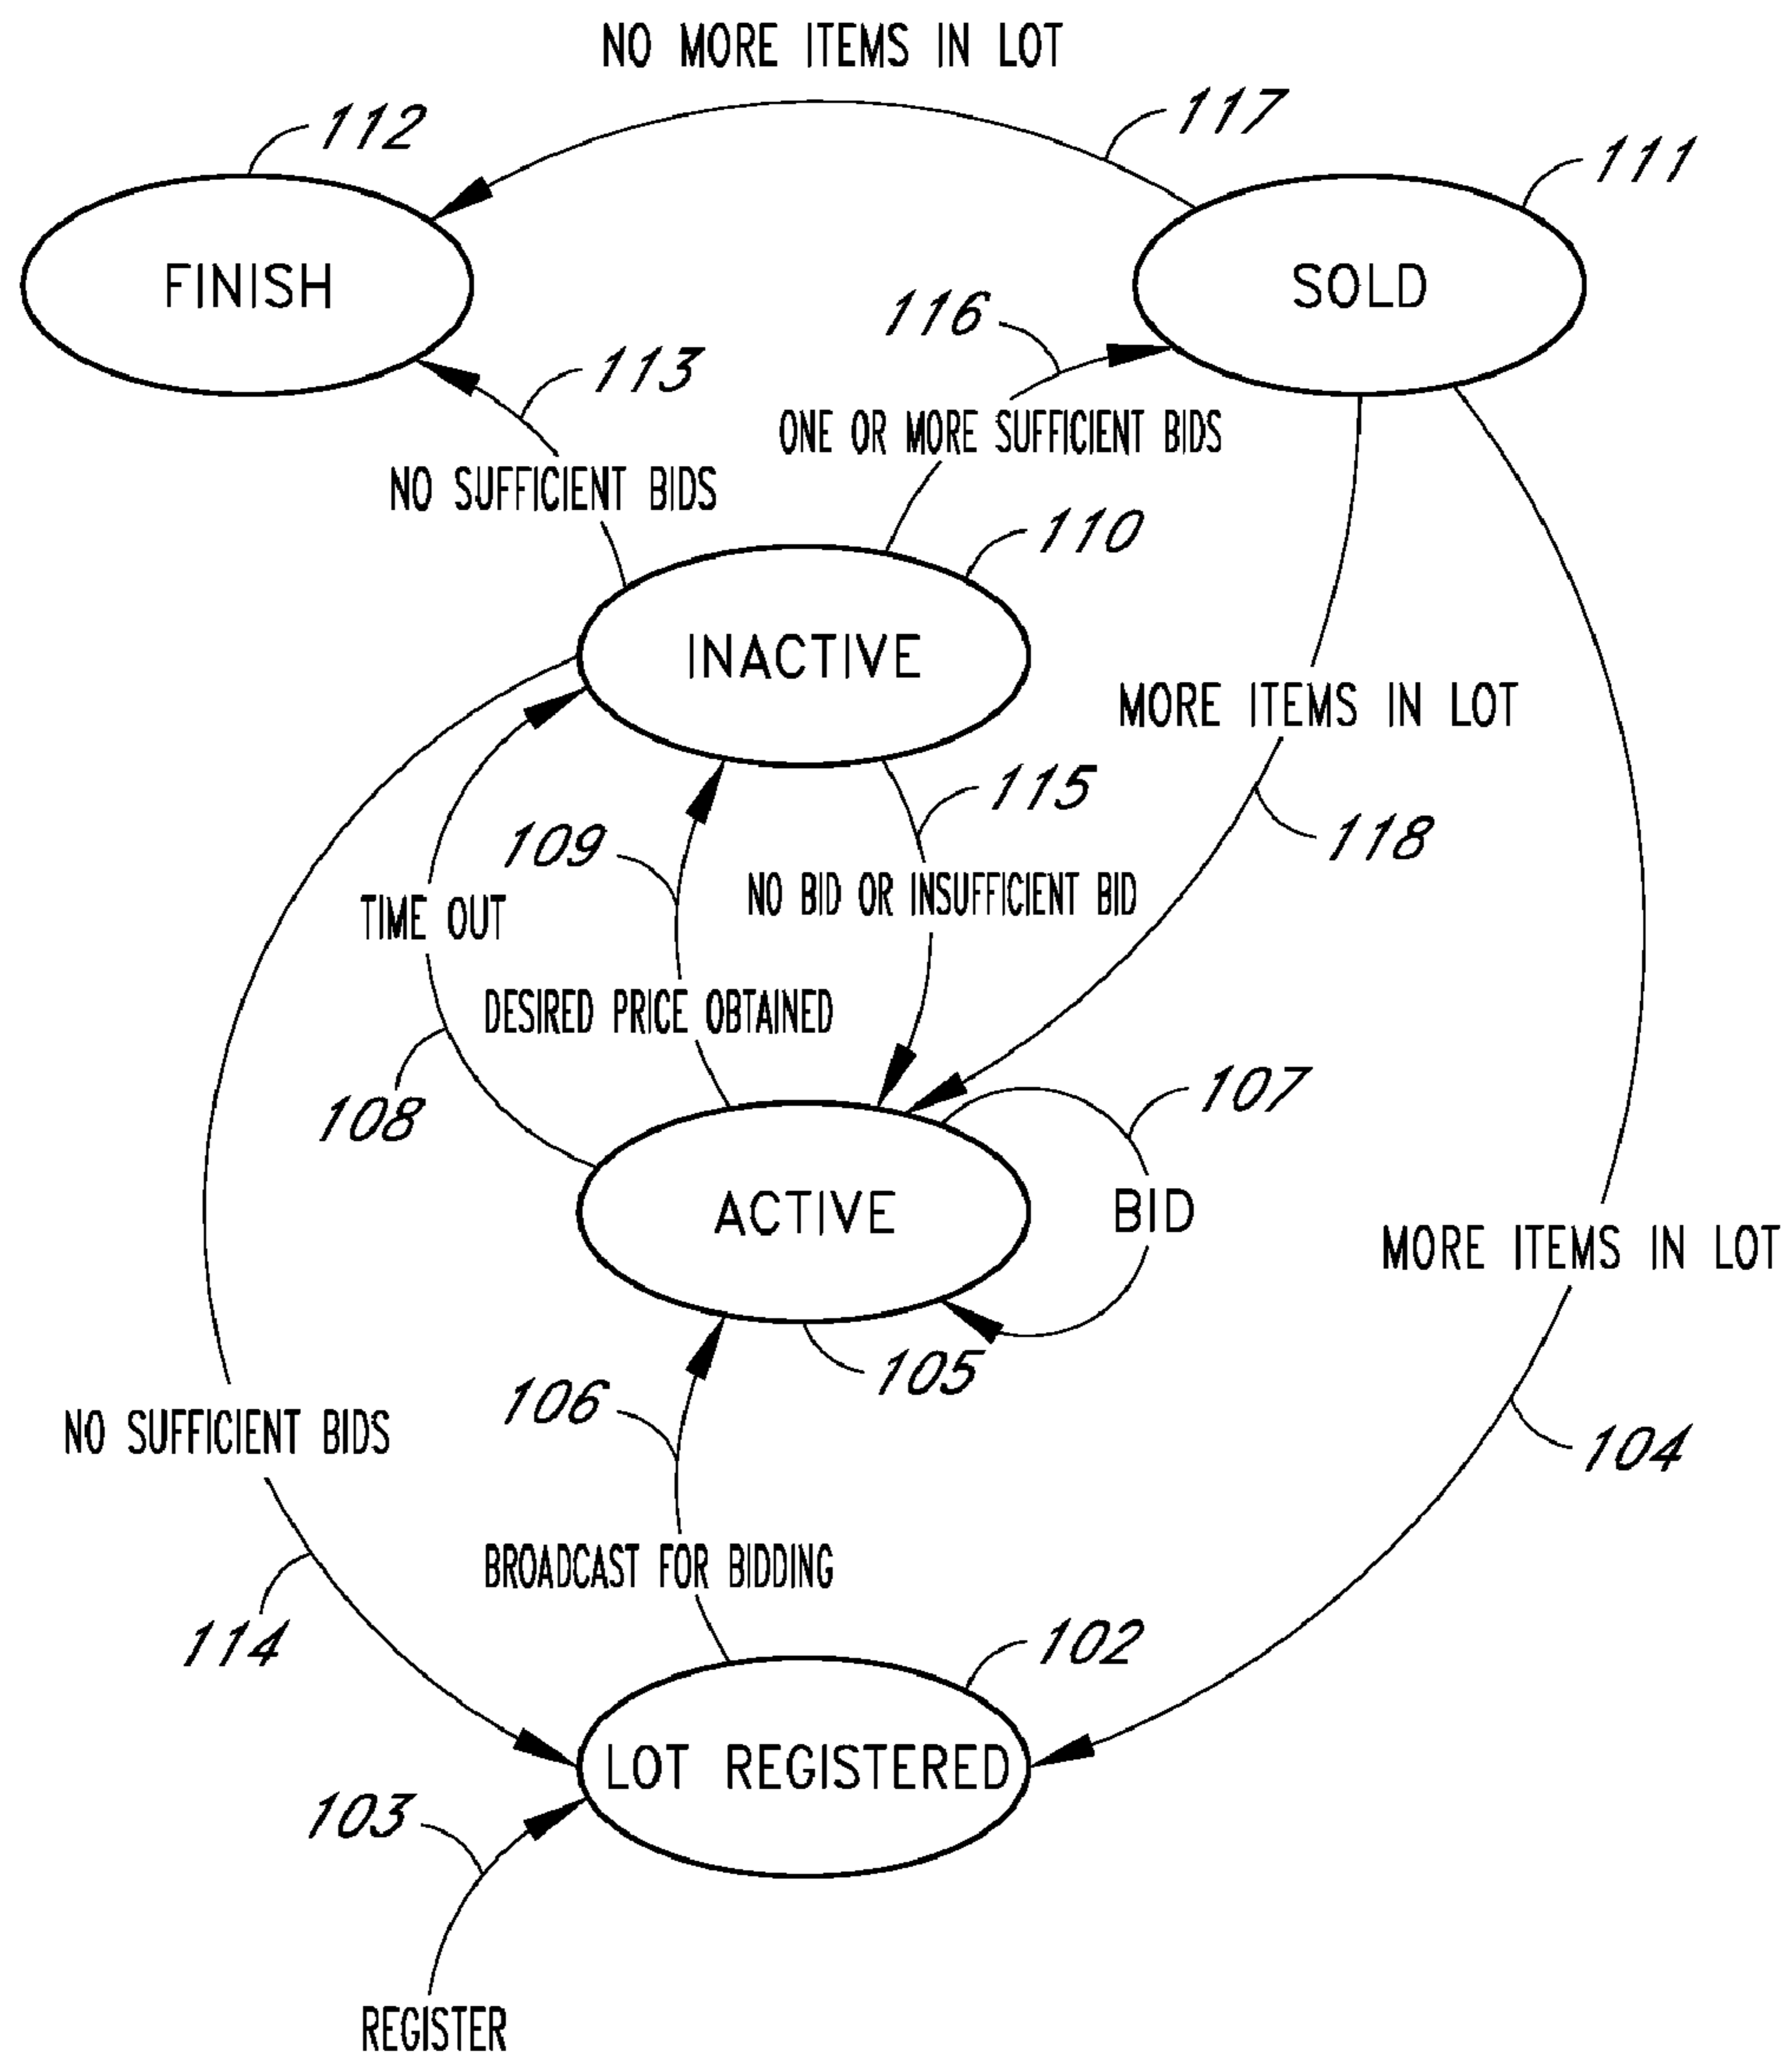 NO MORE ITEMS IN LOT
112
117
111
FINISH
SOLD
116
113
ONE OR MORE SUFFICIENT BIDS
NO SUFFICIENT BIDS
110
INACTIVE
MORE ITEMS IN LOT
115
109
118
NO BID OR INSUFFICIENT BID
TIME OUT
DESIRED PRICE OBTAINED
107
108
ACTIVE
BID
MORE ITEMS IN LOT
105
106
NO SUFFICIENT BIDS
104
BROADCAST FOR BIDDING
114
102
LOT REGISTERED
103
REGISTER